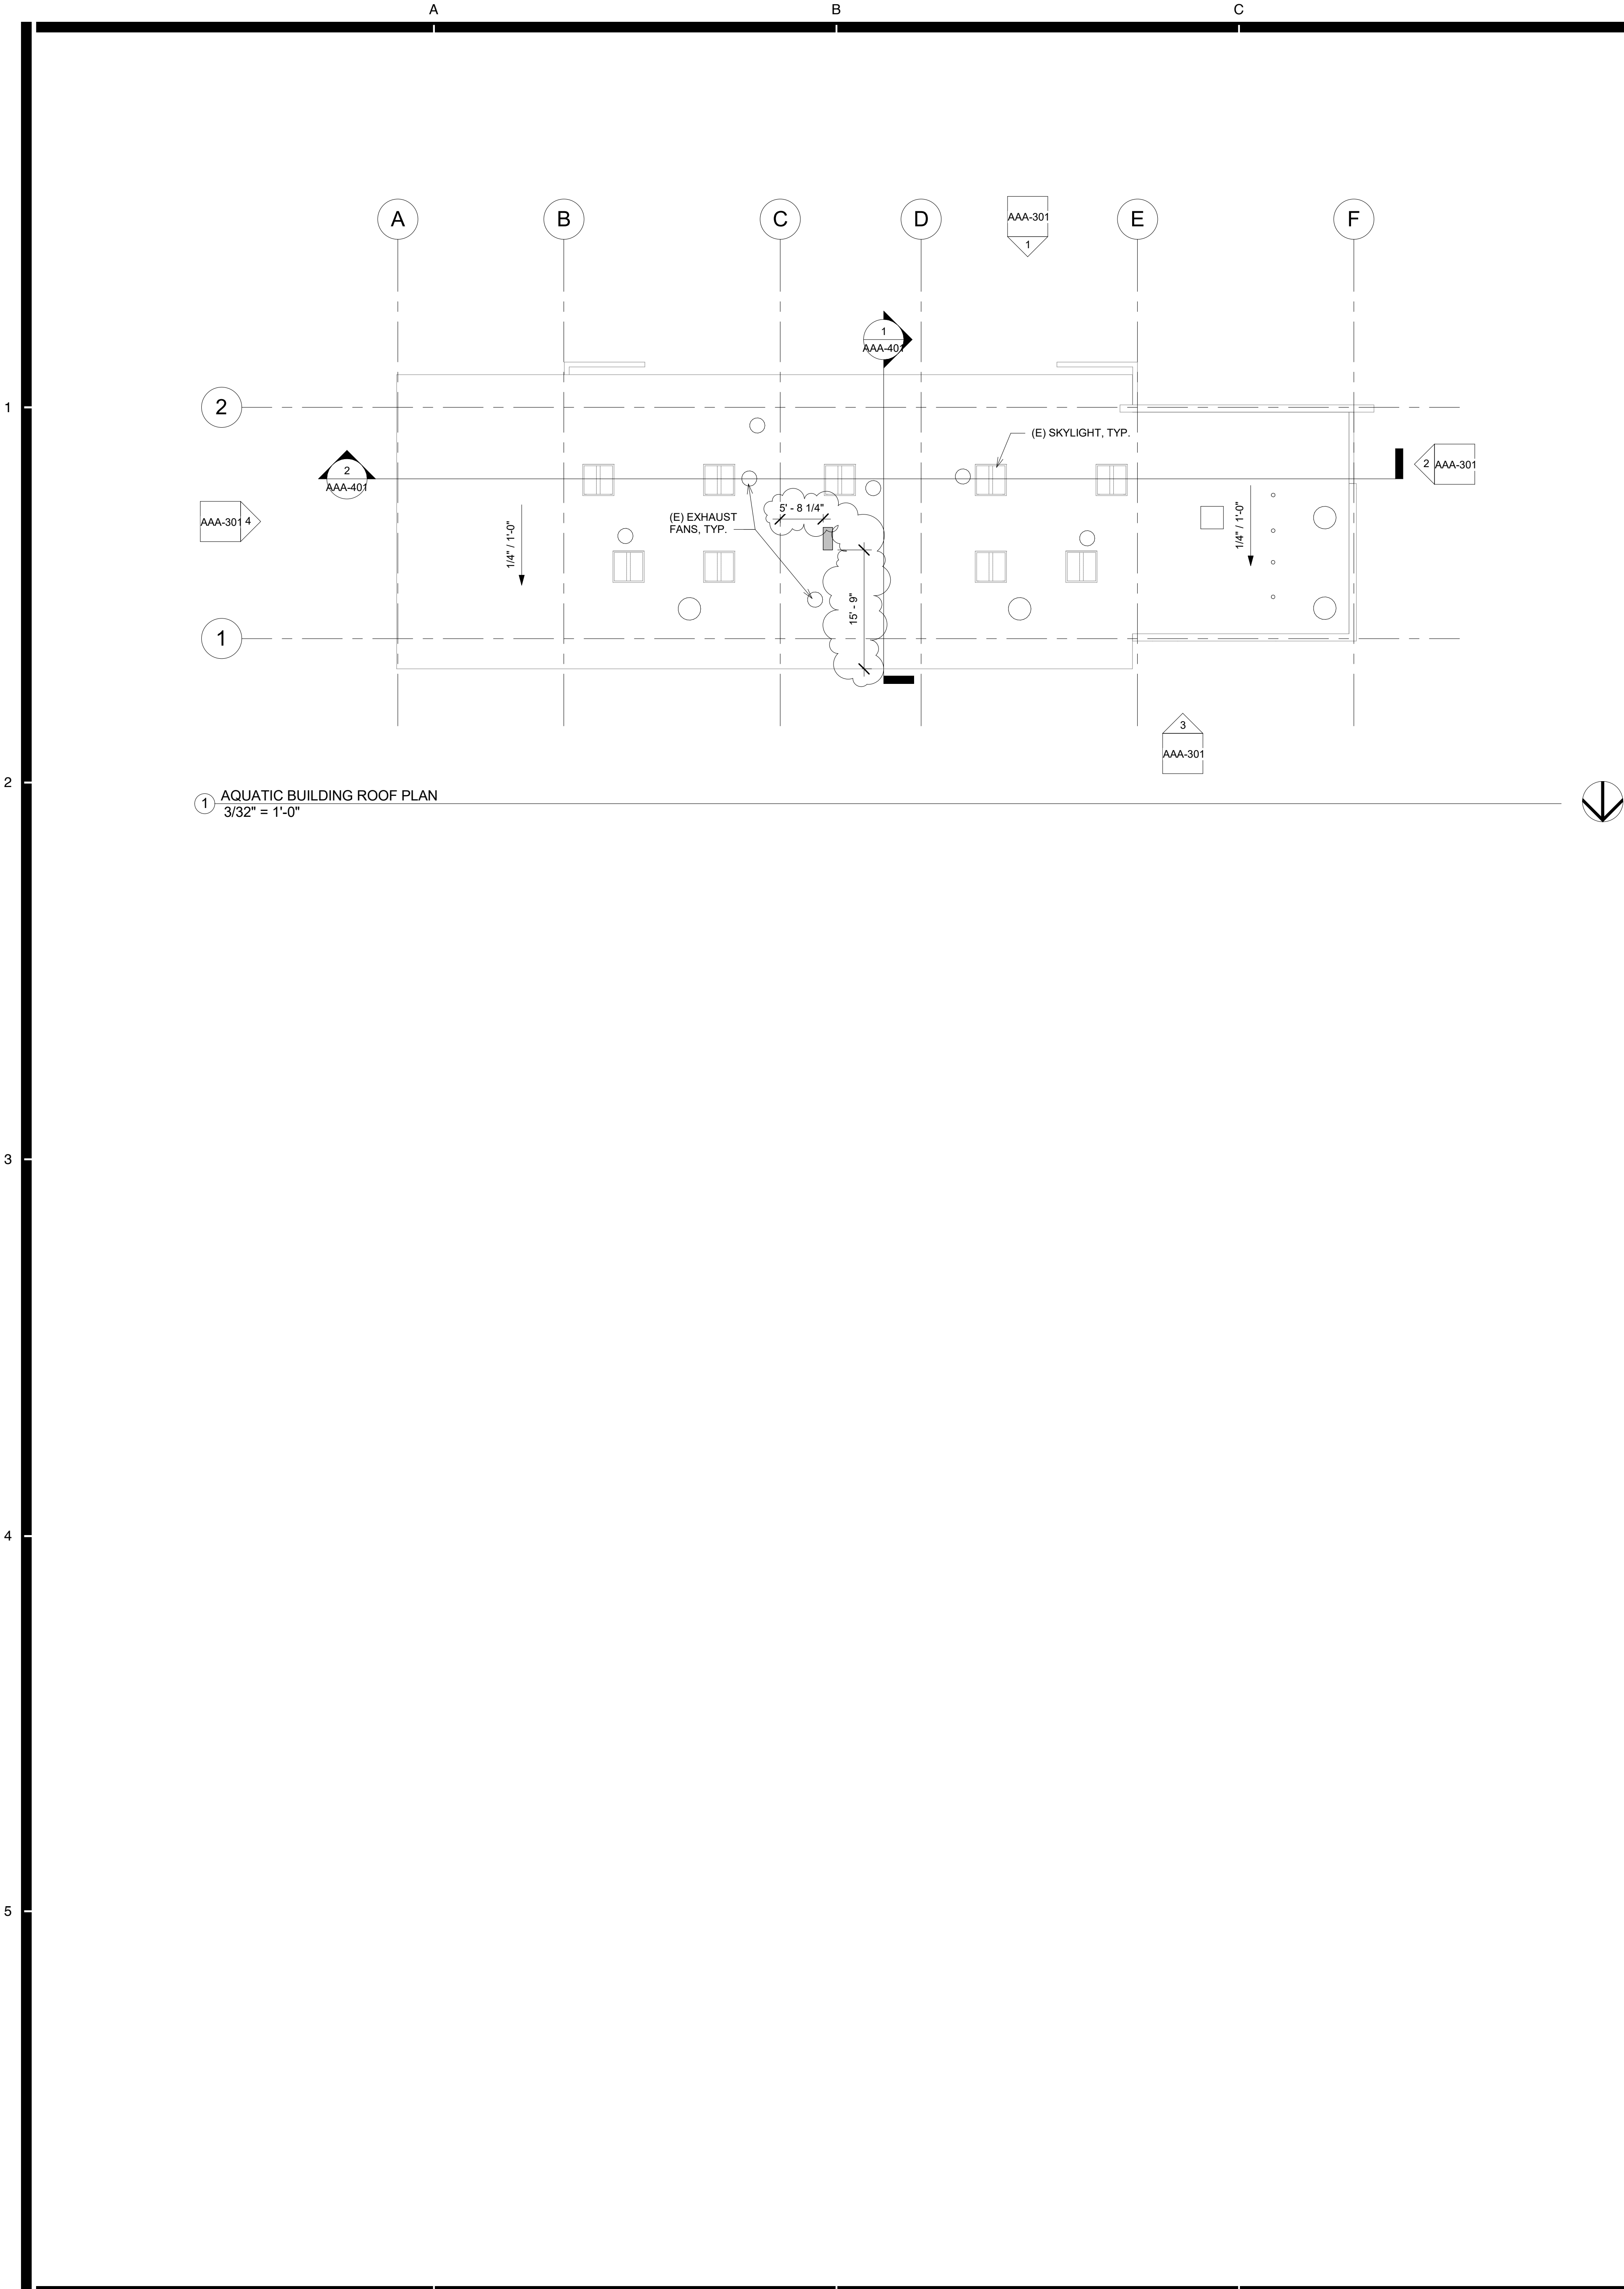 A
B
C
A
B
C
D
E
F
AAA-301
1
1
AAA-401
1
2
(E) SKYLIGHT, TYP.
2
AAA-401
2
AAA-301
AAA-301
4
5' - 8 1/4"
(E) EXHAUST
FANS, TYP.
1/4" / 1'-0"
1/4" / 1'-0"
15' - 9"
1
3
AAA-301
2
1
AQUATIC BUILDING ROOF PLAN
3/32" = 1'-0"
3
4
5